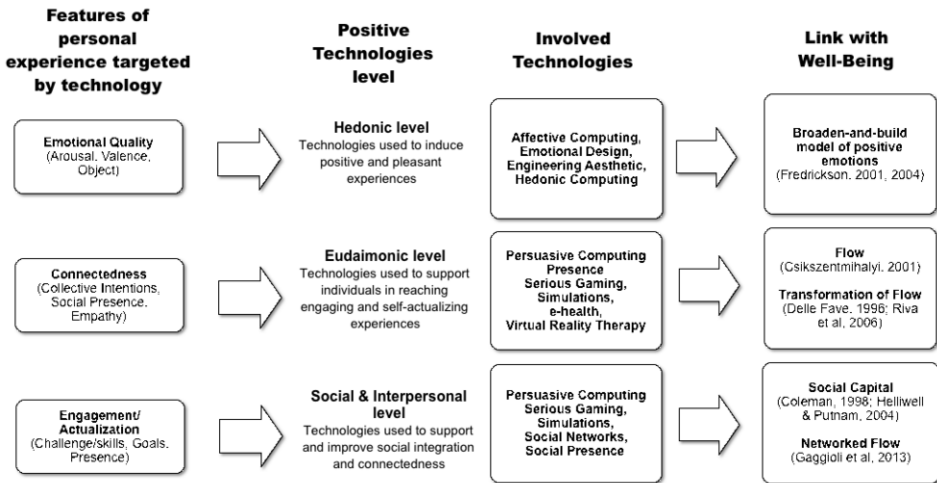 Features of
personal
experience targeted
by technology
Positive
Technologies
level
Involved
Technologies
Link with
Well-Being
Emotional Quality
(Arousal, Valence,
Object)
Hedonic level
Technologies used to induce
positive and pleasant
experiences
Affective Computing,
Emotional Design,
Engineering Aesthetic,
Hedonic Computing
Broaden-and-build
model of positive
emotions
(Fredrickson. 2001, 2004)
Connectedness
(Collective Intentions,
Social Presence.
Empathy)
Eudaimonic level
Technologies used to support
individuals in reaching
engaging and self-actualizing
experiences
Persuasive Computing
Presence
Serious Gaming,
Simulations,
e-health,
Virtual Reality Therapy
Flow
(Csikszentmihalyi. 2001)
Transformation of Flow
(Delle Fave. 1996; Riva
et al, 2006)
Engagement/
Actualization
(Challenge/skills, Goals.
Presence)
Social & Interpersonal
level
Technologies used to support
and improve social integration
and connectedness
Persuasive Computing
Serious Gaming,
Simulations,
Social Networks,
Social Presence
Social Capital
(Coleman, 1998; Helliwell
& Putnam, 2004)
Networked Flow
(Gaggioli et al, 2013)